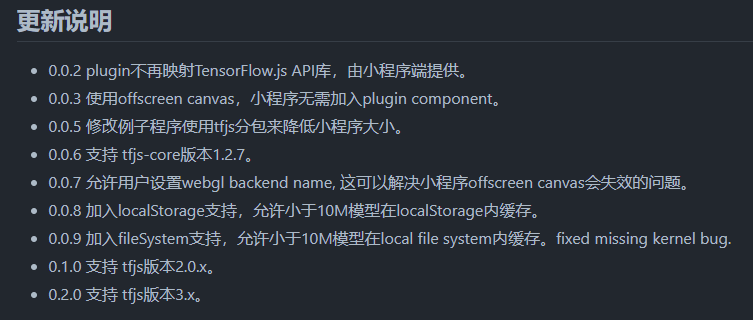 更新说明
0.0.2 plugin不再映射TensorFlow.js API库，由小程序端提供。
0.0.3 使用offscreen canvas，小程序无需加入plugin component。
0.0.5 修改例子程序使用tfjs分包来降低小程序大小。
0.0.6 支持 tfjs-core版本1.2.7。
0.0.7 允许用户设置webgl backend name, 这可以解决小程序offscreen canvas会失效的问题。
0.0.8 加入localStorage支持，允许小于10M模型在localStorage内缓存。
0.0.9 加入fileSystem支持，允许小于10M模型在local file system内缓存。fixed missing kernel bug.
0.1.0 支持 tfjs版本2.0.x。
0.2.0 支持 tfjs版本3.x。